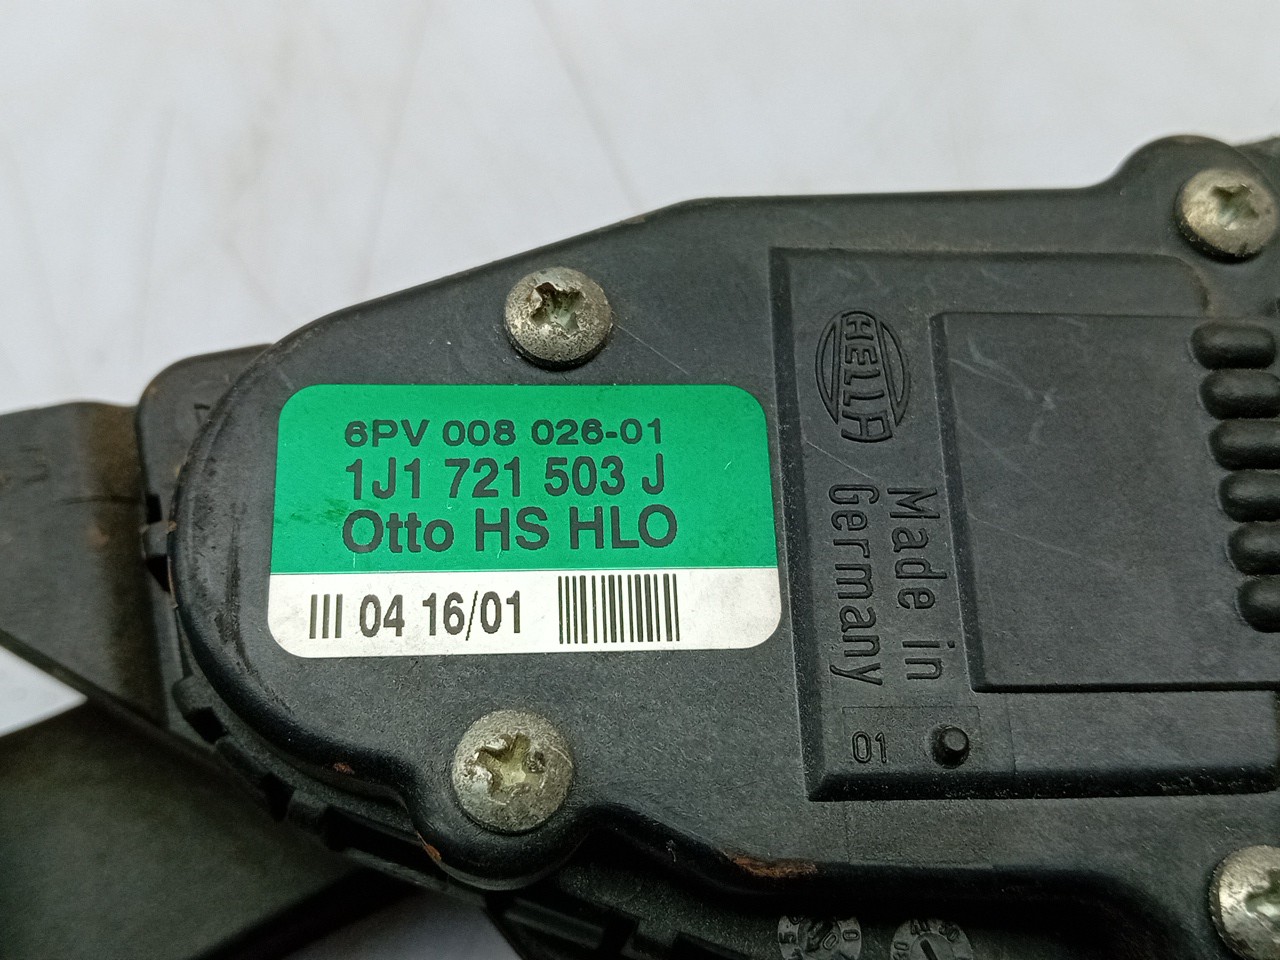 6PV 008 026-01
1J1 721 503 J
Otto HS HLO
III 04 16/01
HELLA
Made in
Germany
01